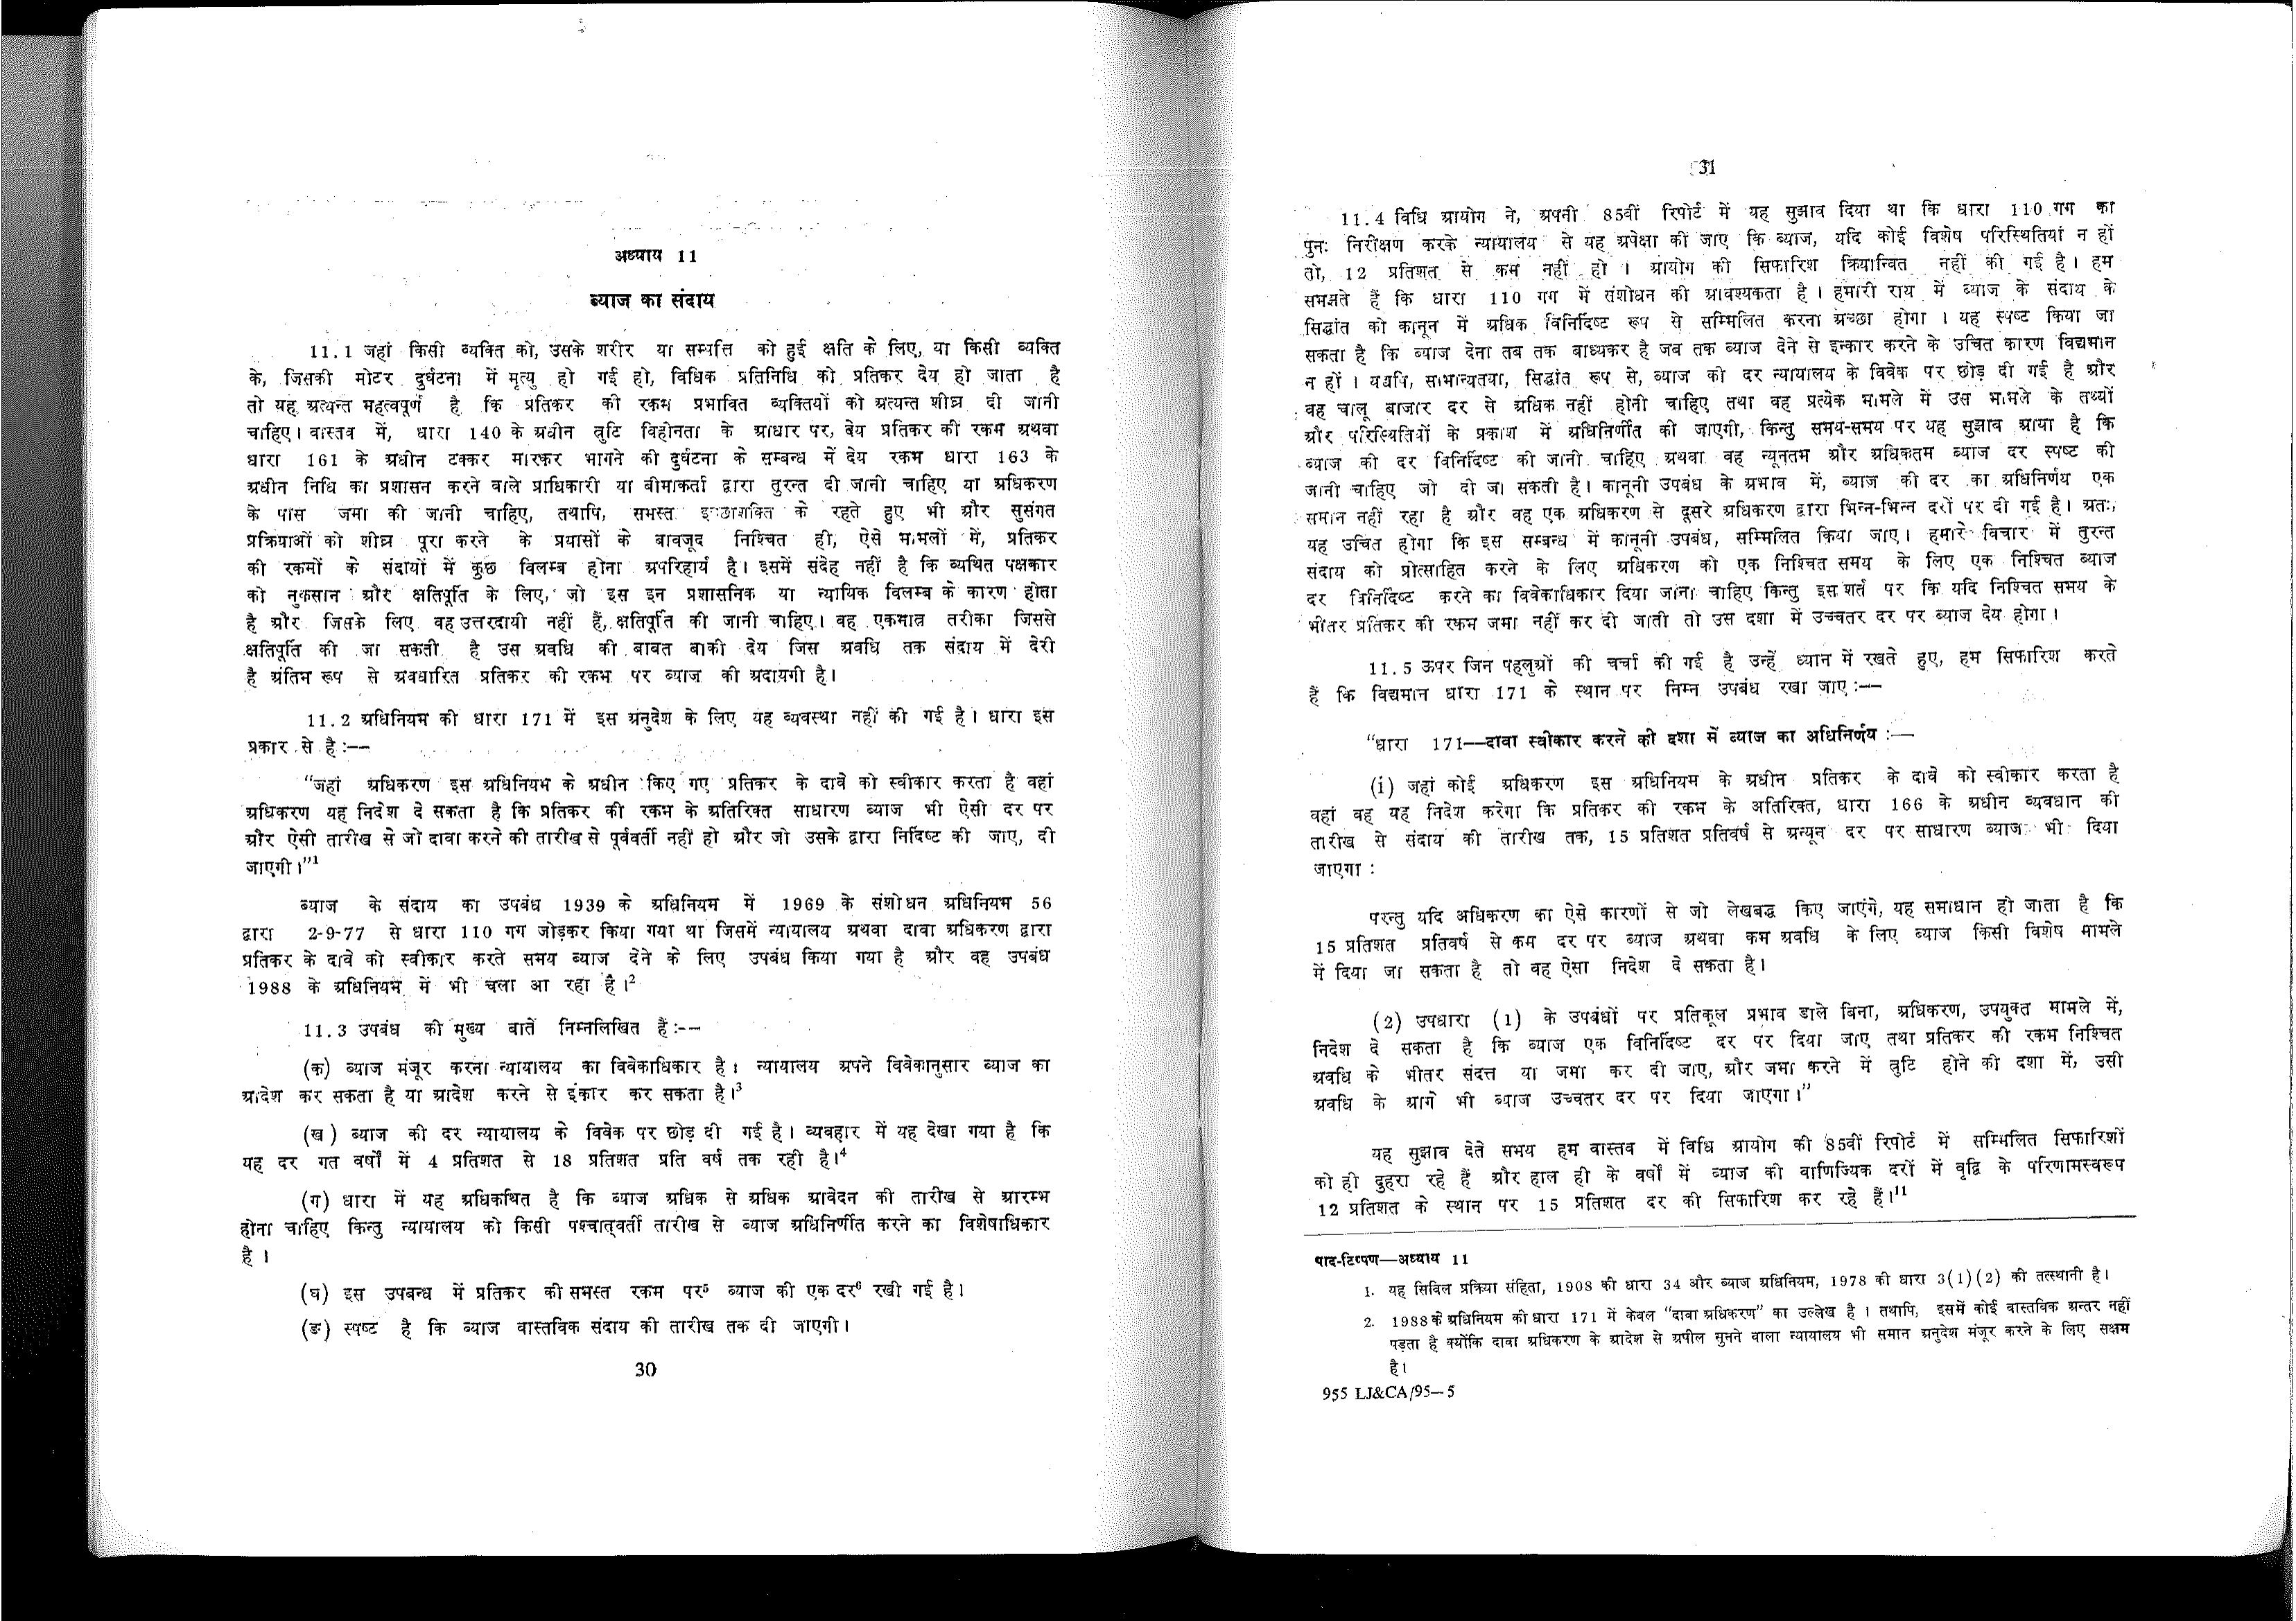 अध्याय 11
ब्याज का संदाय
11.1 जहां किसी व्यक्ति को, उसके शरीर या सम्पत्ति को हुई क्षति के लिए, या किसी व्यक्ति
के, जिसकी मोटर दुर्घटना में मृत्यु हो गई हो, विधिक प्रतिनिधि को प्रतिकर देय हो जाता है
तो यह अत्यन्त महत्वपूर्ण है कि प्रतिकर की रकम प्रभावित व्यक्तियों को अत्यन्त शीघ्र दी जानी
चाहिए। वास्तव में, धारा 140 के अधीन त्रुटि विहीनता के आधार पर, देय प्रतिकर की रकम अथवा
धारा 161 के अधीन टक्कर मारकर भागने की दुर्घटना के सम्बन्ध में देय रकम धारा 163 के
अधीन निधि का प्रशासन करने वाले प्राधिकारी या बीमाकर्ता द्वारा तुरन्त दी जानी चाहिए या अधिकरण
के पास जमा की जानी चाहिए, तथापि, समस्त इच्छाशक्ति के रहते हुए भी और सुसंगत
प्रक्रियाओं को शीघ्र पूरा करने के प्रयासों के बावजूद निश्चित ही, ऐसे मामलों में, प्रतिकर
की रकमों के संदायों में कुछ विलम्ब होना अपरिहार्य है। इसमें संदेह नहीं है कि व्यथित पक्षकार
को नुकसान और क्षतिपूर्ति के लिए, जो इस इन प्रशासनिक या न्यायिक विलम्ब के कारण होता
है और जिसके लिए वह उत्तरदायी नहीं हैं, क्षतिपूर्ति की जानी चाहिए। वह एकमात्र तरीका जिससे
क्षतिपूर्ति की जा सकती है उस अवधि की बाबत बाकी देय जिस अवधि तक संदाय में देरी
है अंतिम रूप से अवधारित प्रतिकर की रकम पर ब्याज की अदायगी है।
11.2 अधिनियम की धारा 171 में इस अनुदेश के लिए यह व्यवस्था नहीं की गई है। धारा इस
प्रकार से है:--
"जहां अधिकरण इस अधिनियम के अधीन किए गए प्रतिकर के दावे को स्वीकार करता है वहां
अधिकरण यह निदेश दे सकता है कि प्रतिकर की रकम के अतिरिक्त साधारण ब्याज भी ऐसी दर पर
और ऐसी तारीख से जो दावा करने की तारीख से पूर्ववर्ती नहीं हो और जो उसके द्वारा निर्दिष्ट की जाए, दी
जाएगी।"1
ब्याज के संदाय का उपबंध 1939 के अधिनियम में 1969 के संशोधन अधिनियम 56
द्वारा 2-9-77 से धारा 110 गग जोड़कर किया गया था जिसमें न्यायालय अथवा दावा अधिकरण द्वारा
प्रतिकर के दावे को स्वीकार करते समय ब्याज देने के लिए उपबंध किया गया है और वह उपबंध
1988 के अधिनियम में भी चला आ रहा है।2
11.3 उपबंध की मुख्य बातें निम्नलिखित हैं:--
(क) ब्याज मंजूर करना न्यायालय का विवेकाधिकार है। न्यायालय अपने विवेकानुसार ब्याज का
आदेश कर सकता है या आदेश करने से इंकार कर सकता है।3
(ख) ब्याज की दर न्यायालय के विवेक पर छोड़ दी गई है। व्यवहार में यह देखा गया है कि
यह दर गत वर्षों में 4 प्रतिशत से 18 प्रतिशत प्रति वर्ष तक रही है।4
(ग) धारा में यह अधिकथित है कि ब्याज अधिक से अधिक आवेदन की तारीख से आरम्भ
होना चाहिए किन्तु न्यायालय को किसी पश्चात्‌वर्ती तारीख से ब्याज अधिनिर्णीत करने का विशेषाधिकार
है।
(घ) इस उपबन्ध में प्रतिकर की समस्त रकम पर5 ब्याज की एक दर6 रखी गई है।
(ङ) स्पष्ट है कि ब्याज वास्तविक संदाय की तारीख तक दी जाएगी।
30
31
11.4 विधि आयोग ने, अपनी 85वीं रिपोर्ट में यह सुझाव दिया था कि धारा 110 गग का
पुनः निरीक्षण करके न्यायालय से यह अपेक्षा की जाए कि ब्याज, यदि कोई विशेष परिस्थितियां न हों
तो, 12 प्रतिशत से कम नहीं हो। आयोग की सिफारिश क्रियान्वित नहीं की गई है। हम
समझते हैं कि धारा 110 गग में संशोधन की आवश्यकता है। हमारी राय में ब्याज के संदाय के
सिद्धांत को कानून में अधिक विनिर्दिष्ट रूप से सम्मिलित करना अच्छा होगा। यह स्पष्ट किया जा
सकता है कि ब्याज देना तब तक बाध्यकर है जब तक ब्याज देने से इन्कार करने के उचित कारण विद्यमान
न हों। यद्यपि, सामान्यतया, सिद्धांत रूप से, ब्याज को दर न्यायालय के विवेक पर छोड़ दी गई है और
वह चालू बाजार दर से अधिक नहीं होनी चाहिए तथा वह प्रत्येक मामले में उस मामले के तथ्यों
और परिस्थितियों के प्रकाश में अधिनिर्णीत की जाएगी, किन्तु समय-समय पर यह सुझाव आया है कि
ब्याज की दर विनिर्दिष्ट की जानी चाहिए अथवा वह न्यूनतम और अधिकतम ब्याज दर स्पष्ट की
जानी चाहिए जो दी जा सकती है। कानूनी उपबंध के अभाव में, ब्याज की दर का अधिनिर्णय एक
समान नहीं रहा है और वह एक अधिकरण से दूसरे अधिकरण द्वारा भिन्न-भिन्न दरों पर दी गई है। अतः,
यह उचित होगा कि इस सम्बन्ध में कानूनी उपबंध, सम्मिलित किया जाए। हमारे विचार में तुरन्त
संदाय को प्रोत्साहित करने के लिए अधिकरण को एक निश्चित समय के लिए एक निश्चित ब्याज
दर विनिर्दिष्ट करने का विवेकाधिकार दिया जाना चाहिए किन्तु इस शर्त पर कि यदि निश्चित समय के
भीतर प्रतिकर की रकम जमा नहीं कर दी जाती तो उस दशा में उच्चतर दर पर ब्याज देय होगा।
11.5 ऊपर जिन पहलुओं की चर्चा की गई है उन्हें ध्यान में रखते हुए, हम सिफारिश करते
हैं कि विद्यमान धारा 171 के स्थान पर निम्न उपबंध रखा जाए:--
"धारा 171--दावा स्वीकार करने की दशा में ब्याज का अधिनिर्णय :—
(i) जहां कोई अधिकरण इस अधिनियम के अधीन प्रतिकर के दावे को स्वीकार करता है
वहां वह यह निदेश करेगा कि प्रतिकर की रकम के अतिरिक्त, धारा 166 के अधीन व्यवधान की
तारीख से संदाय की तारीख तक, 15 प्रतिशत प्रतिवर्ष से अन्यून दर पर साधारण ब्याज भी दिया
जाएगा :
परन्तु यदि अधिकरण का ऐसे कारणों से जो लेखबद्ध किए जाएंगे, यह समाधान हो जाता है कि
15 प्रतिशत प्रतिवर्ष से कम दर पर ब्याज अथवा कम अवधि के लिए ब्याज किसी विशेष मामले
में दिया जा सकता है तो वह ऐसा निदेश दे सकता है।
(2) उपधारा (1) के उपबंधों पर प्रतिकूल प्रभाव डाले बिना, अधिकरण, उपयुक्त मामले में,
निदेश दे सकता है कि ब्याज एक विनिर्दिष्ट दर पर दिया जाए तथा प्रतिकर की रकम निश्चित
अवधि के भीतर संदत्त या जमा कर दी जाए, और जमा करने में त्रुटि होने की दशा में, उसी
अवधि के आगे भी ब्याज उच्चतर दर पर दिया जाएगा।"
यह सुझाव देते समय हम वास्तव में विधि आयोग की 85वीं रिपोर्ट में सम्मिलित सिफारिशों
को ही दुहरा रहे हैं और हाल ही के वर्षों में ब्याज की वाणिज्यिक दरों में वृद्धि के परिणामस्वरूप
12 प्रतिशत के स्थान पर 15 प्रतिशत दर की सिफारिश कर रहे हैं।11
पाद-टिप्पण—अध्याय 11
1. यह सिविल प्रक्रिया संहिता, 1908 की धारा 34 और ब्याज अधिनियम, 1978 की धारा 3(1)(2) की तत्स्थानी है।
2. 1988 के अधिनियम की धारा 171 में केवल "दावा अधिकरण" का उल्लेख है। तथापि, इसमें कोई वास्तविक अन्तर नहीं
पड़ता है क्योंकि दावा अधिकरण के आदेश से अपील सुनने वाला न्यायालय भी समान अनुदेश मंजूर करने के लिए सक्षम
है।
955 LJ&CA/95—5